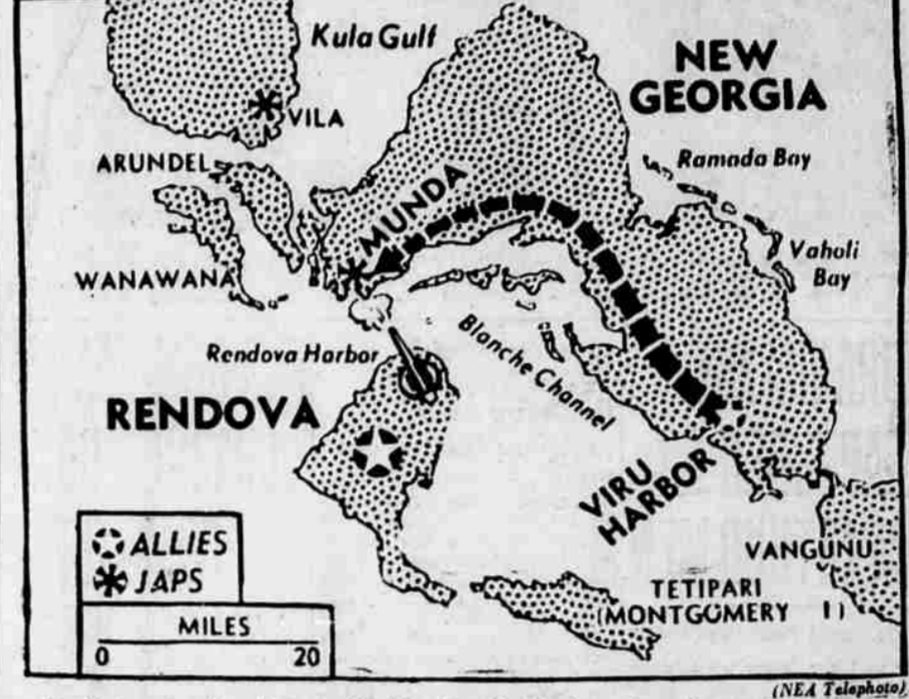 Kula Gulf
NEW
GEORGIA
VILA
ARUNDEL
Ramada Bay
MUNDA
Vaholi
Bay
WANAWANA
Rendova Harbor
Blanche Channel
RENDOVA
VIRU
HARBOR
VANGUNU
TETIPARI
(MONTGOMERY I)
ALLIES
JAPS
MILES
0 20
(NEA Telephoto)